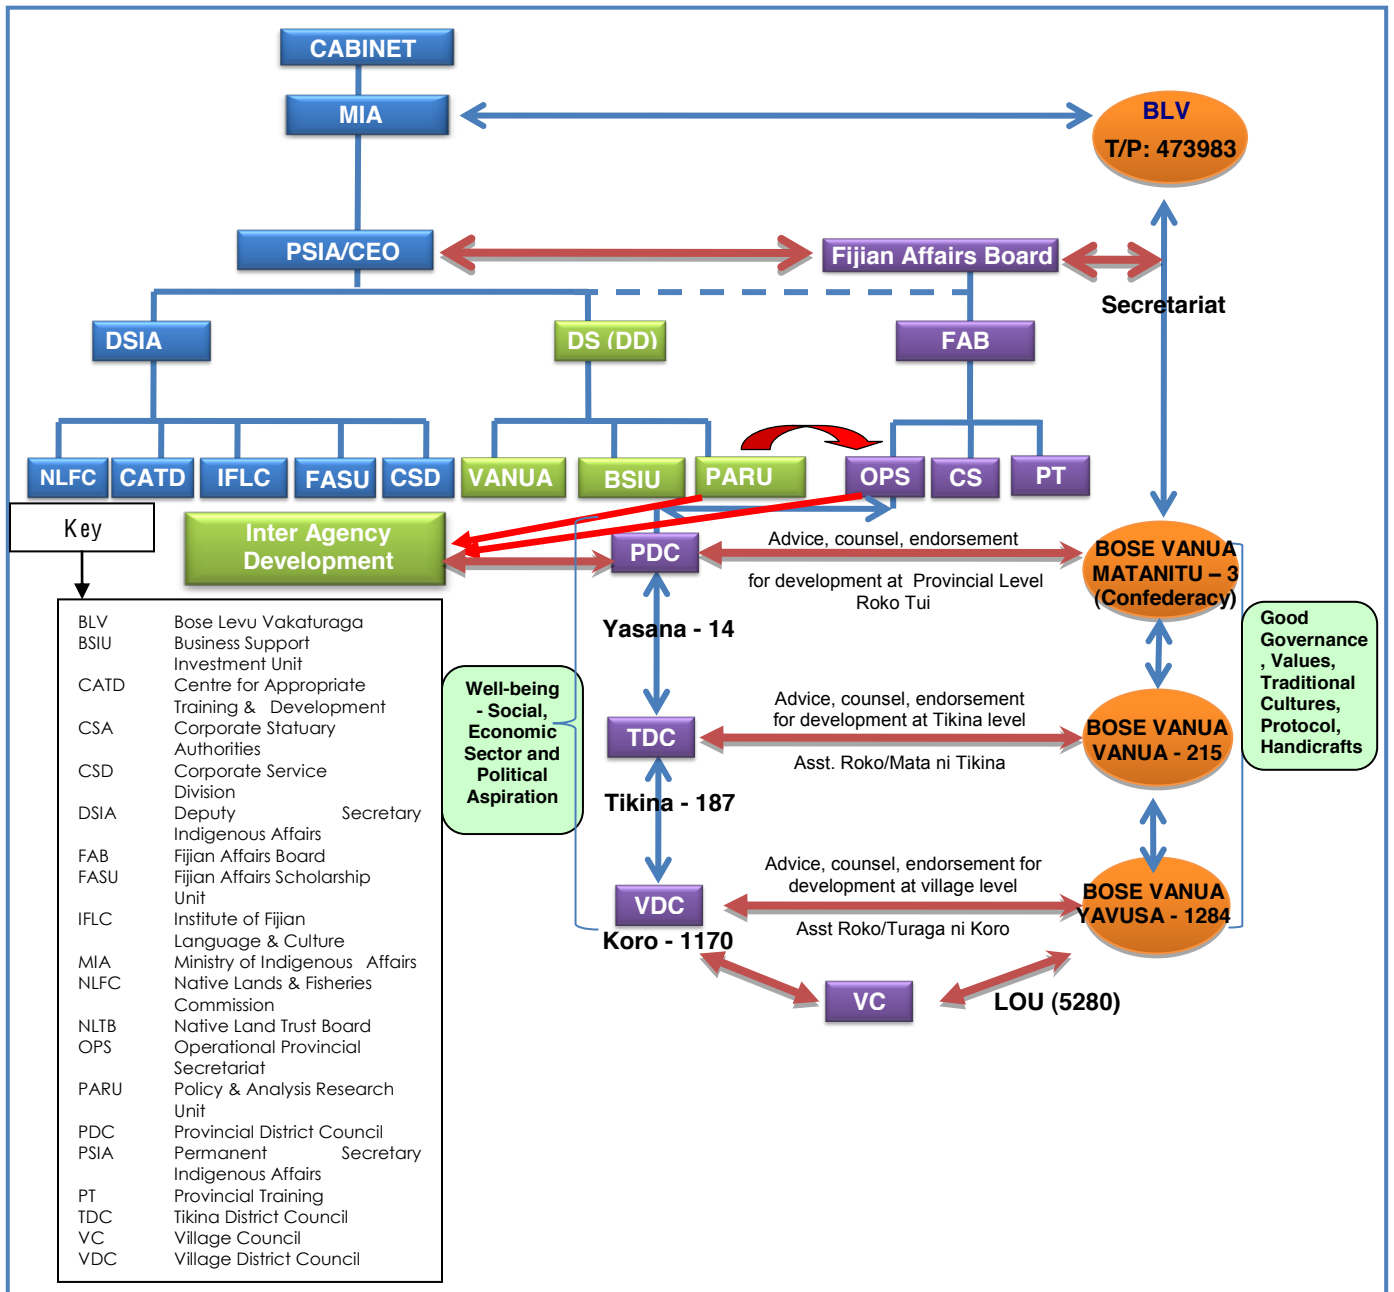 CABINET
MIA
BLV
T/P: 473983
PSIA/CEO
Fijian Affairs Board
Secretariat
DSIA
DS (DD)
FAB
NLFC
CATD
IFLC
FASU
CSD
VANUA
BSIU
PARU
OPS
CS
PT
Key
Inter Agency
Development
PDC
Advice, counsel, endorsement
for development at Provincial Level
Roko Tui
BOSE VANUA
MATANITU – 3
(Confederacy)
Yasana - 14
Well-being
- Social,
Economic
Sector and
Political
Aspiration
Good
Governance
, Values,
Traditional
Cultures,
Protocol,
Handicrafts
TDC
Advice, counsel, endorsement
for development at Tikina level
Asst. Roko/Mata ni Tikina
BOSE VANUA
VANUA - 215
Tikina - 187
VDC
Advice, counsel, endorsement for
development at village level
Asst Roko/Turaga ni Koro
BOSE VANUA
YAVUSA - 1284
Koro - 1170
VC
LOU (5280)
BLV Bose Levu Vakaturaga
BSIU Business Support
Investment Unit
CATD Centre for Appropriate
Training & Development
CSA Corporate Statuary
Authorities
CSD Corporate Service
Division
DSIA Deputy Secretary
Indigenous Affairs
FAB Fijian Affairs Board
FASU Fijian Affairs Scholarship
Unit
IFLC Institute of Fijian
Language & Culture
MIA Ministry of Indigenous Affairs
NLFC Native Lands & Fisheries
Commission
NLTB Native Land Trust Board
OPS Operational Provincial
Secretariat
PARU Policy & Analysis Research
Unit
PDC Provincial District Council
PSIA Permanent Secretary
Indigenous Affairs
PT Provincial Training
TDC Tikina District Council
VC Village Council
VDC Village District Council